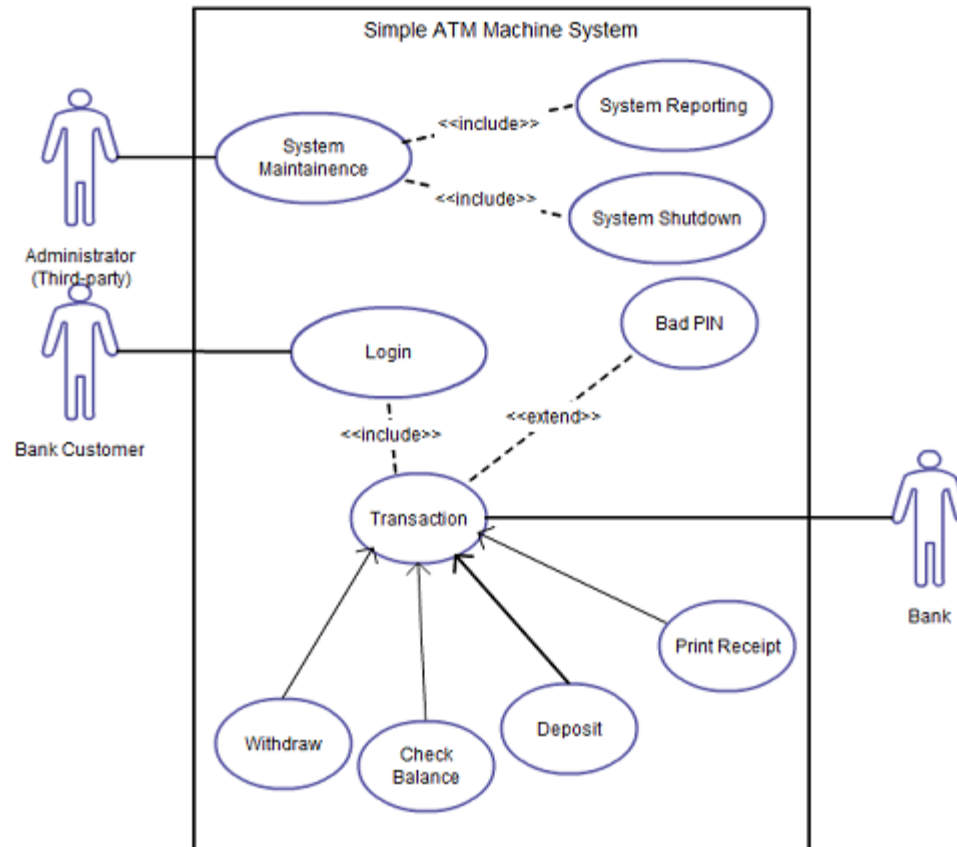 Simple ATM Machine System
System Reporting
<<include>>
System
Maintainence
<<include>>
System Shutdown
Administrator
(Third-party)
Bad PIN
Login
<<extend>>
<<include>>
Bank Customer
Transaction
Bank
Print Receipt
Withdraw
Check
Balance
Deposit